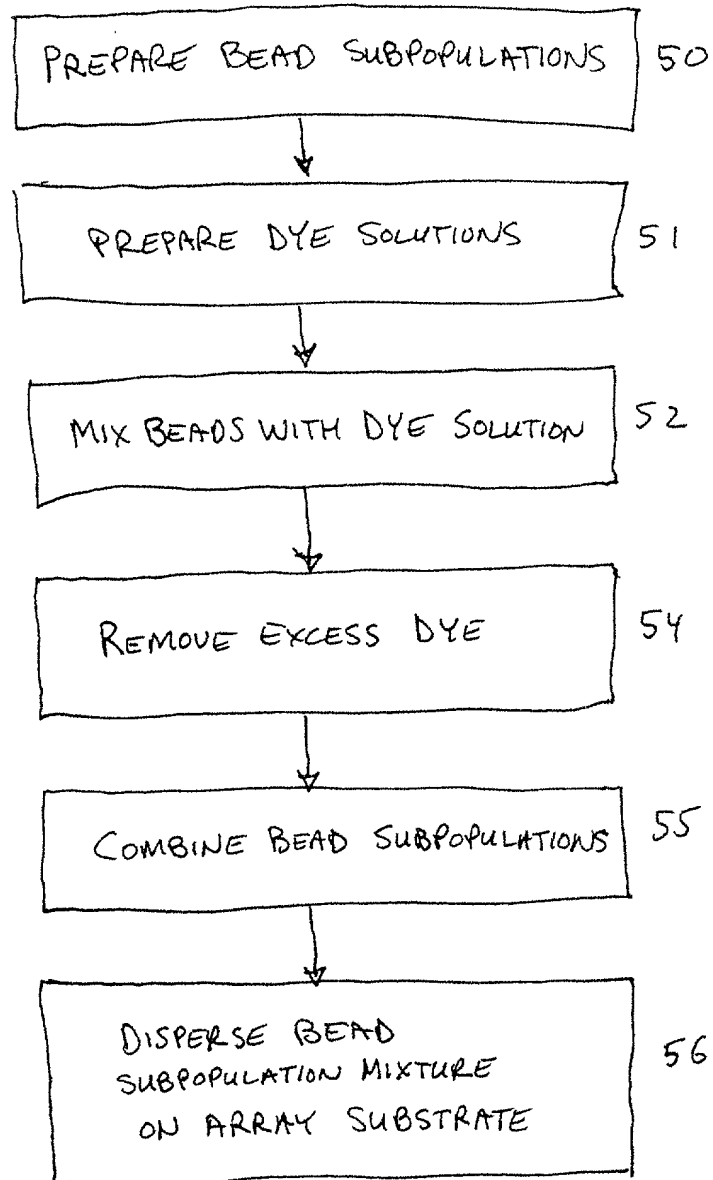 PREPARE BEAD SUBPOPULATIONS 50
PREPARE DYE SOLUTIONS 51
MIX BEADS WITH DYE SOLUTION 52
REMOVE EXCESS DYE 54
COMBINE BEAD SUBPOPULATIONS 55
DISPERSE BEAD
SUBPOPULATION MIXTURE 56
ON ARRAY SUBSTRATE